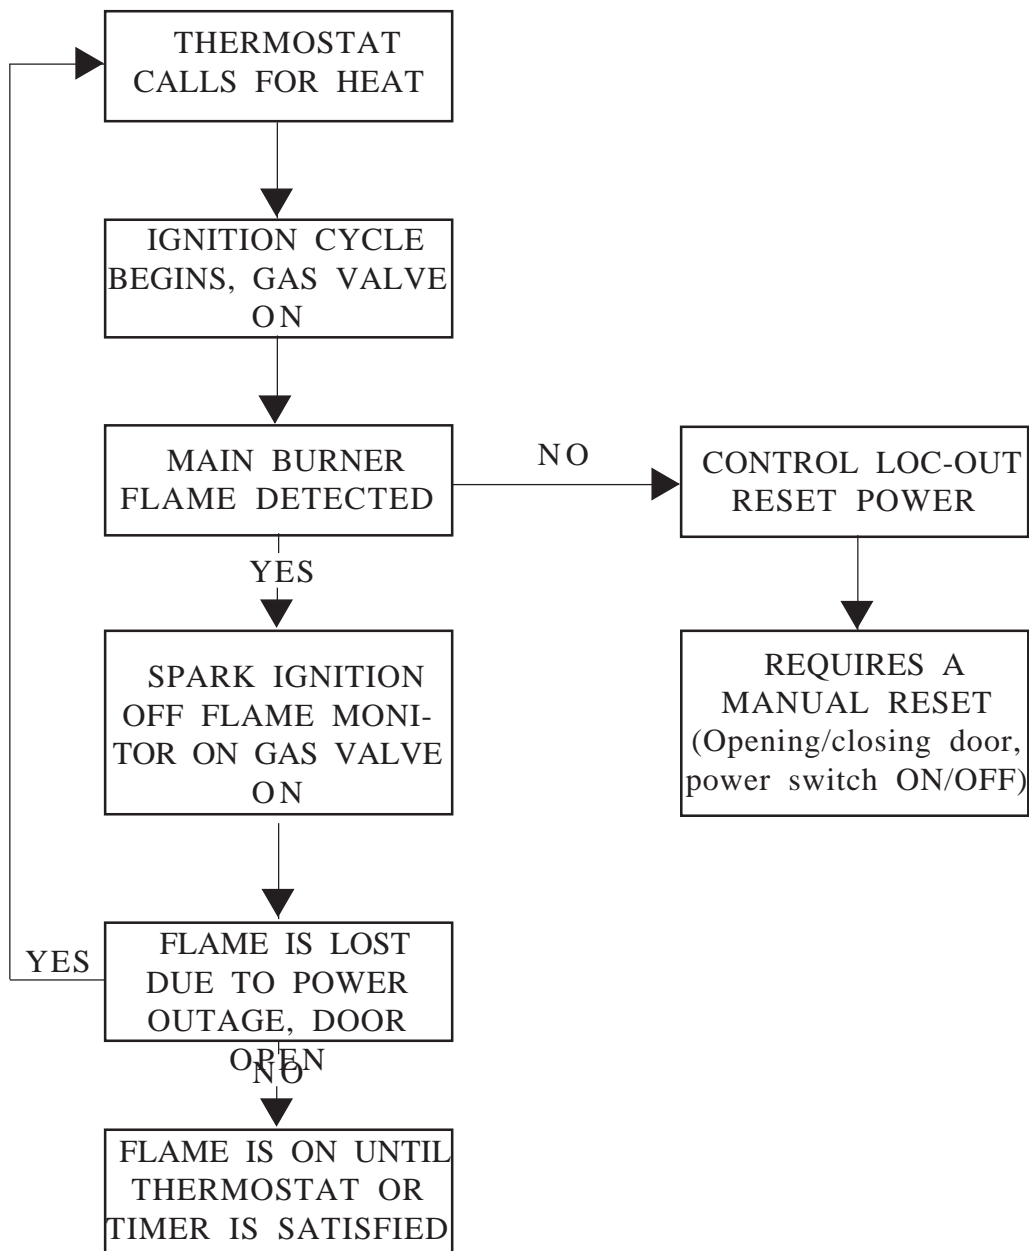 THERMOSTAT
CALLS FOR HEAT
IGNITION CYCLE
BEGINS, GAS VALVE
ON
MAIN BURNER
FLAME DETECTED
NO
CONTROL LOC-OUT
RESET POWER
YES
SPARK IGNITION
OFF FLAME MONI-
TOR ON GAS VALVE
ON
REQUIRES A
MANUAL RESET
(Opening/closing door,
power switch ON/OFF)
YES
FLAME IS LOST
DUE TO POWER
OUTAGE, DOOR
OPEN
NO
FLAME IS ON UNTIL
THERMOSTAT OR
TIMER IS SATISFIED